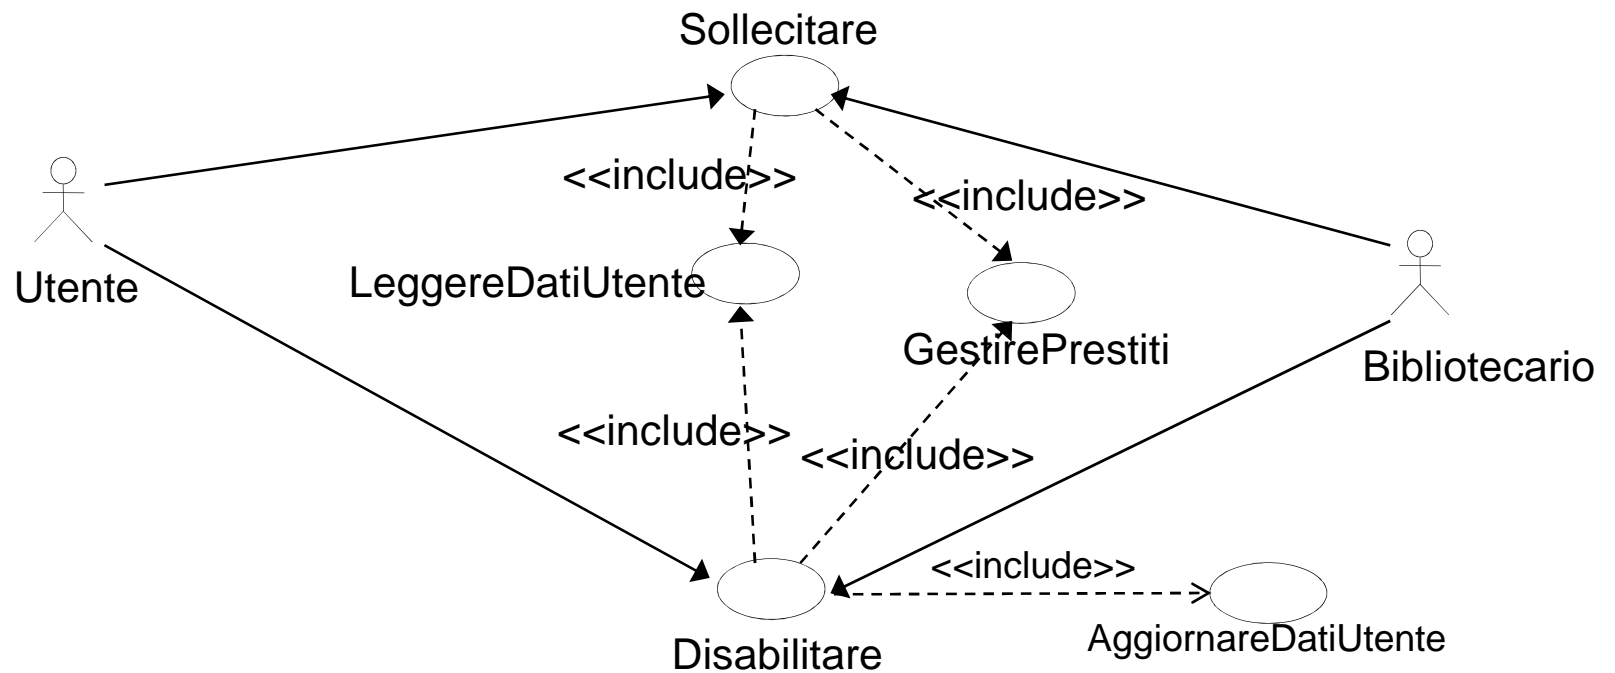 Sollecitare
<<include>>
<<include>>
Utente
LeggereDatiUtente
GestirePrestiti
Bibliotecario
<<include>>
<<include>>
<<include>>
AggiornareDatiUtente
Disabilitare